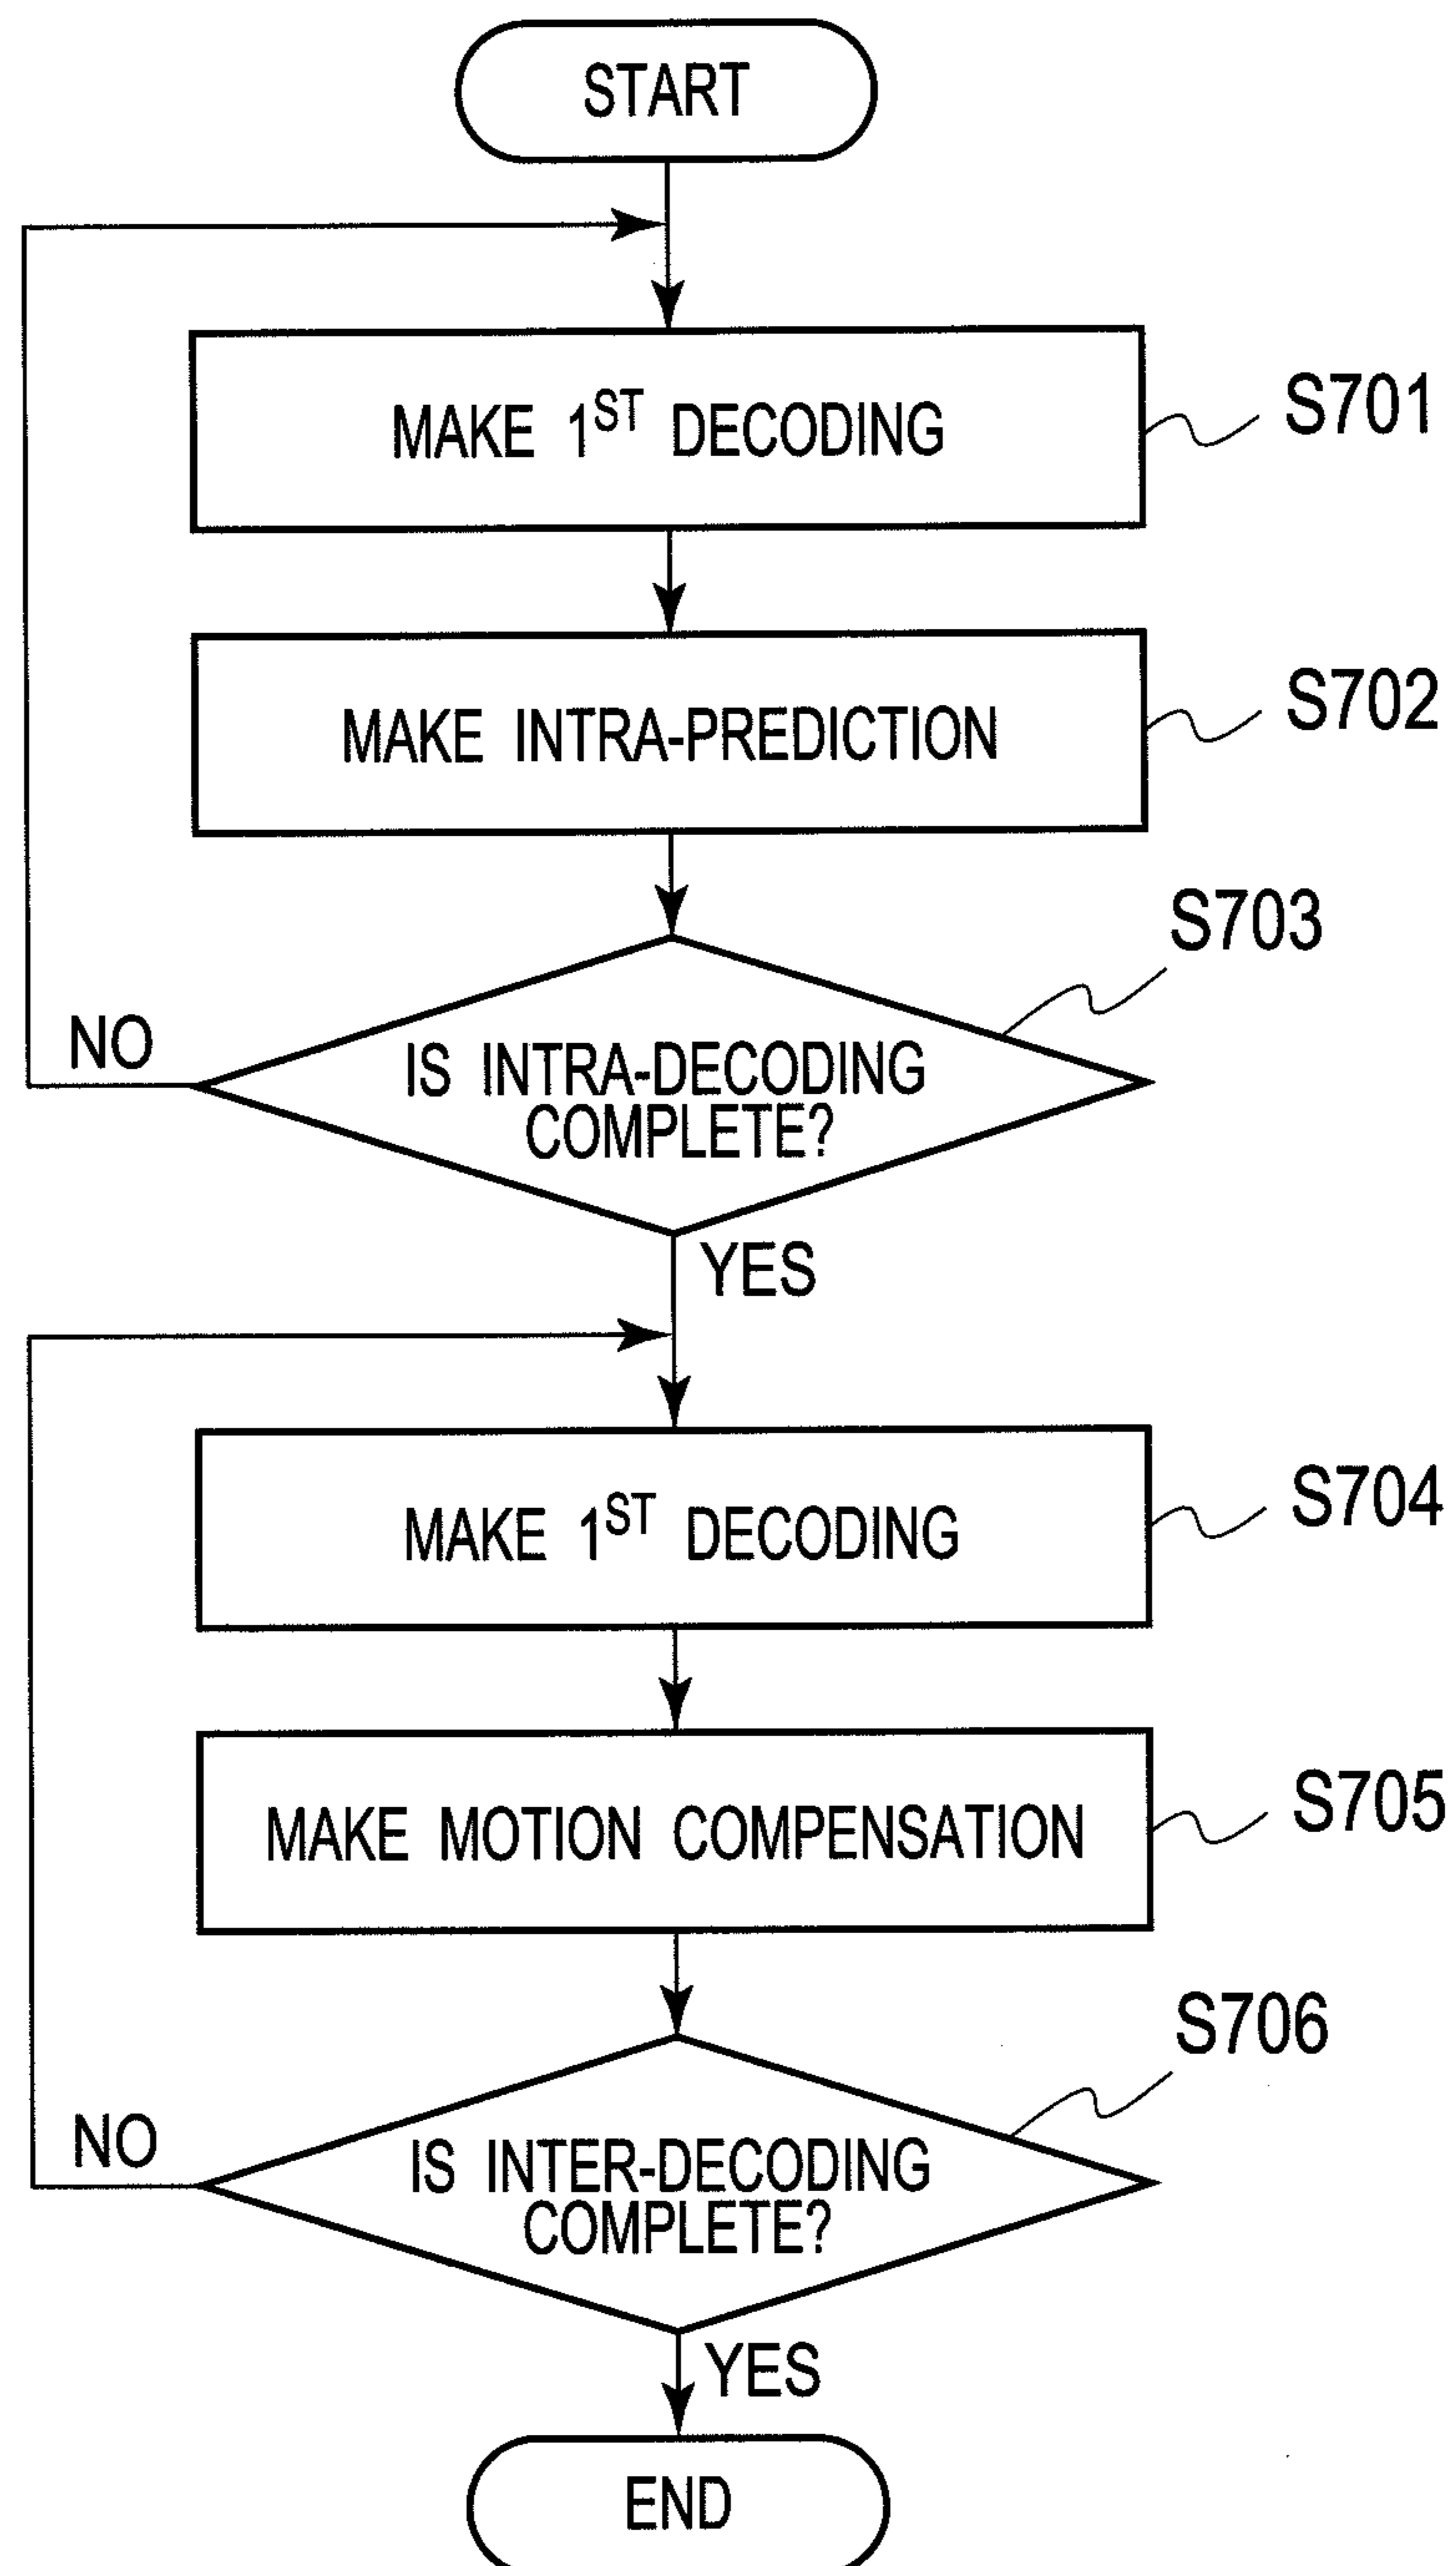 START
MAKE 1ST DECODING
S701
MAKE INTRA-PREDICTION
S702
S703
NO
IS INTRA-DECODING
COMPLETE?
YES
MAKE 1ST DECODING
S704
MAKE MOTION COMPENSATION
S705
S706
NO
IS INTER-DECODING
COMPLETE?
YES
END